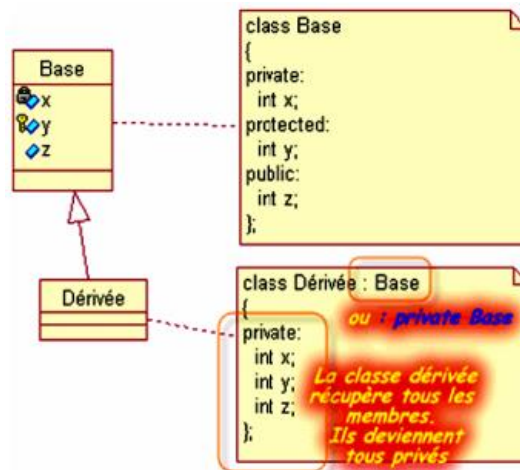 Base
x
y
z
class Base
{
private:
int x;
protected:
int y;
public:
int z;
};
Dérivée
class Dérivée : Base
{
ou : private Base
private:
int x;
int y;
int z;
};
La classe dérivée
récupère tous les
membres.
Ils deviennent
tous privés